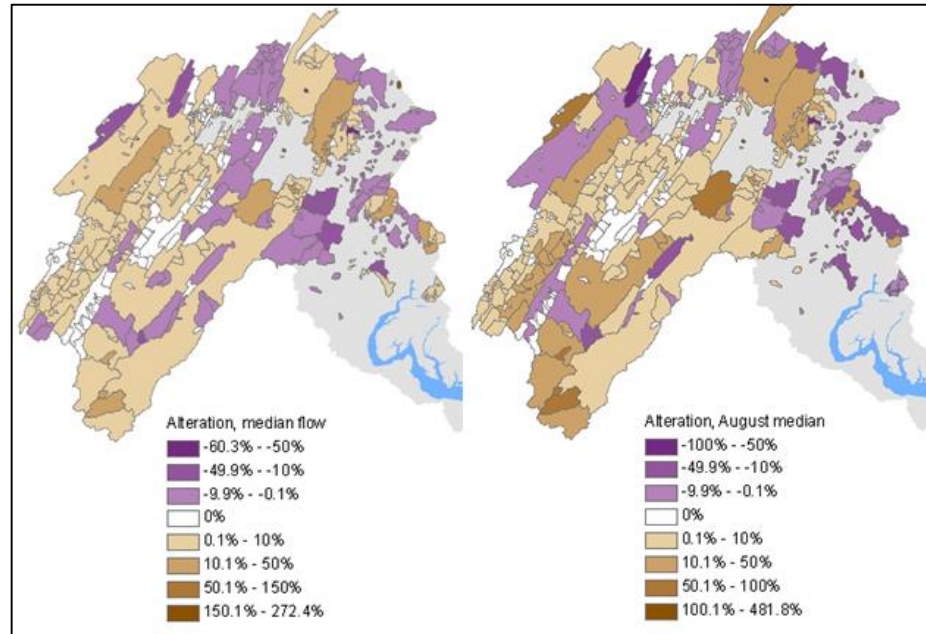 Alteration, median flow
-60.3% - -50%
-49.9% - -10%
-9.9% - -0.1%
0%
0.1% - 10%
10.1% - 50%
50.1% - 150%
150.1% - 272.4%
Alteration, August median
-100% - -50%
-49.9% - -10%
-9.9% - -0.1%
0%
0.1% - 10%
10.1% - 50%
50.1% - 100%
100.1% - 481.8%